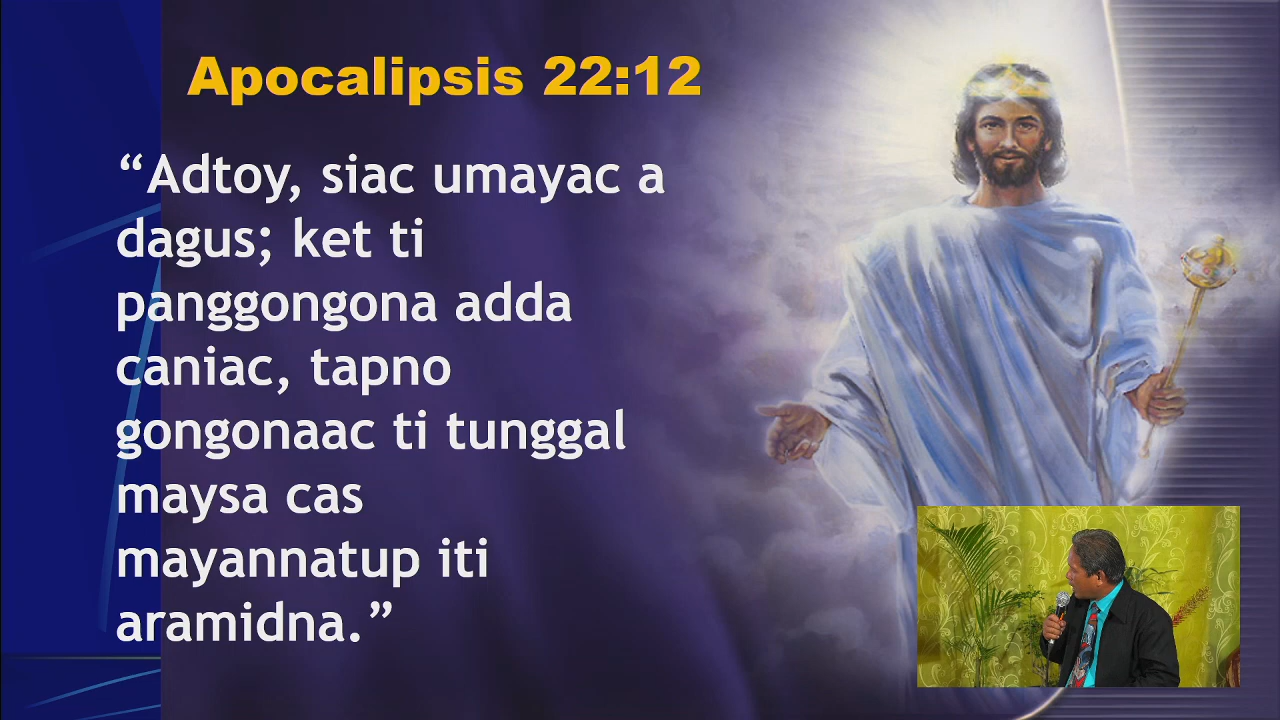 Apocalipsis 22:12
“Adtoy, siac umayac a
dagus; ket ti
panggongona adda
caniac, tapno
gongonaac ti tunggal
maysa cas
mayannatup iti
aramidna.”